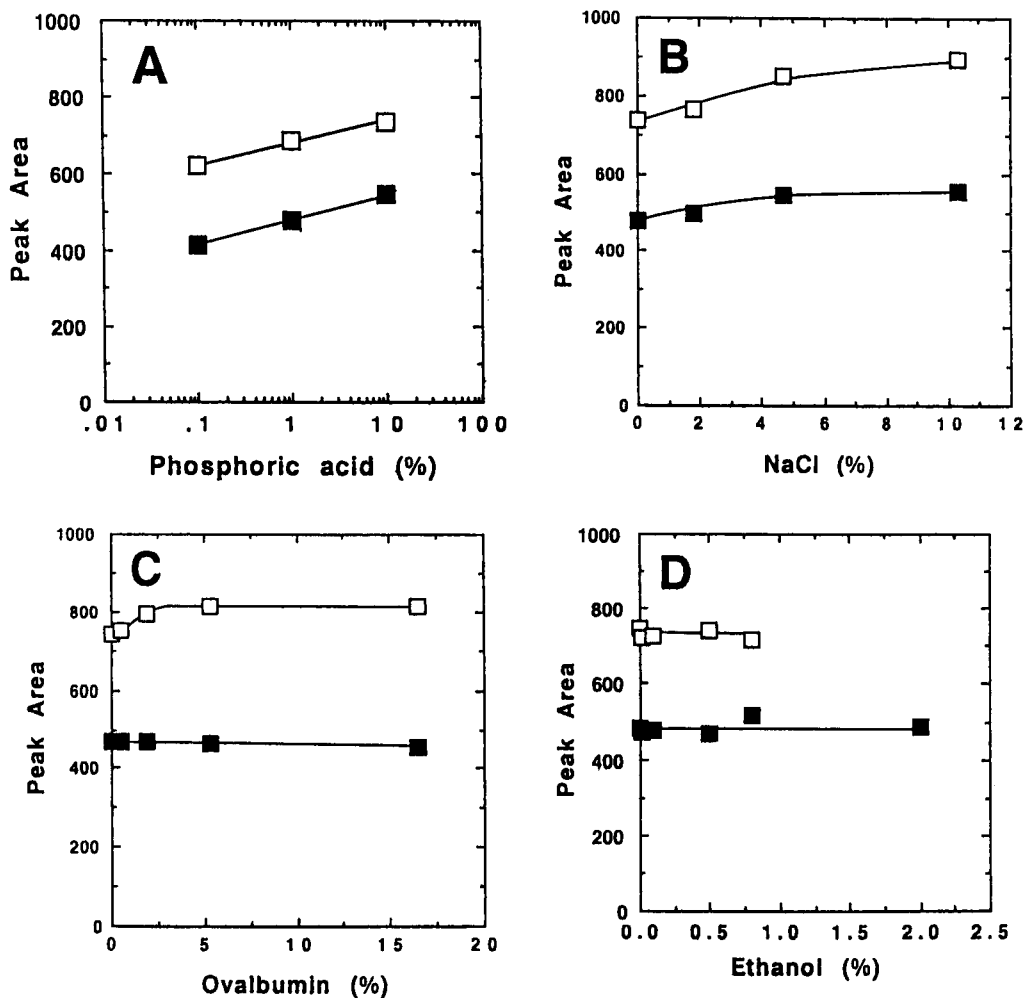 A
1000
800
600
400
200
0
.01 .1 1 10 100
Peak Area
Phosphoric acid (%)
B
1000
800
600
400
200
0
0 2 4 6 8 10 12
Peak Area
NaCl (%)
C
1000
800
600
400
200
0
0 5 10 15 20
Peak Area
Ovalbumin (%)
D
1000
800
600
400
200
0
0.0 0.5 1.0 1.5 2.0 2.5
Peak Area
Ethanol (%)